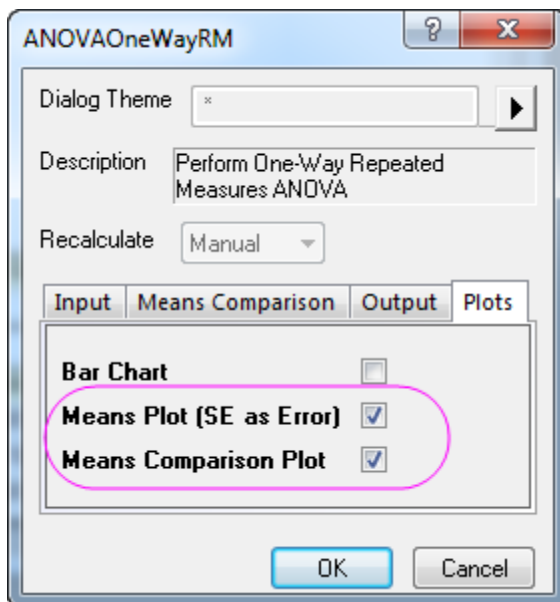 ANOVAOneWayRM
Dialog Theme *
Description Perform One-Way Repeated
Measures ANOVA
Recalculate Manual
Input Means Comparison Output Plots
Bar Chart
Means Plot (SE as Error)
Means Comparison Plot
OK Cancel